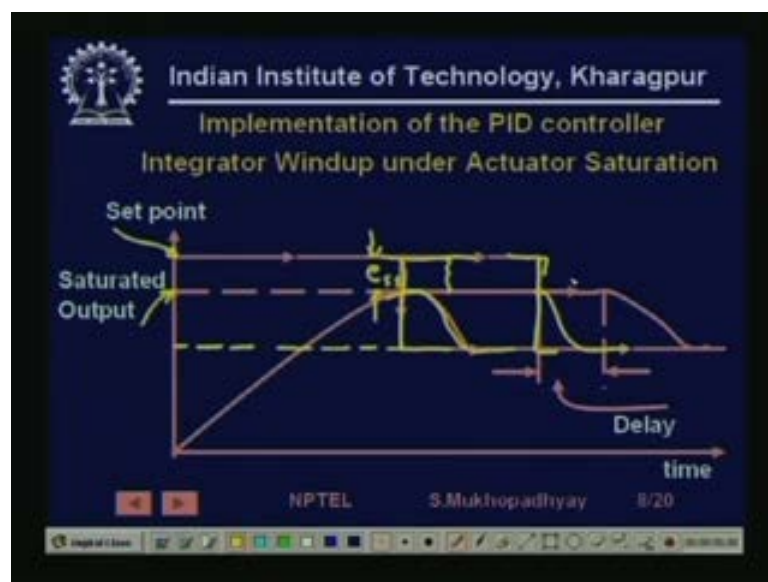 Indian Institute of Technology, Kharagpur
Implementation of the PID controller
Integrator Windup under Actuator Saturation
Set point
Saturated
Output
ess
Delay
time
NPTEL S.Mukhopadhyay 8/20